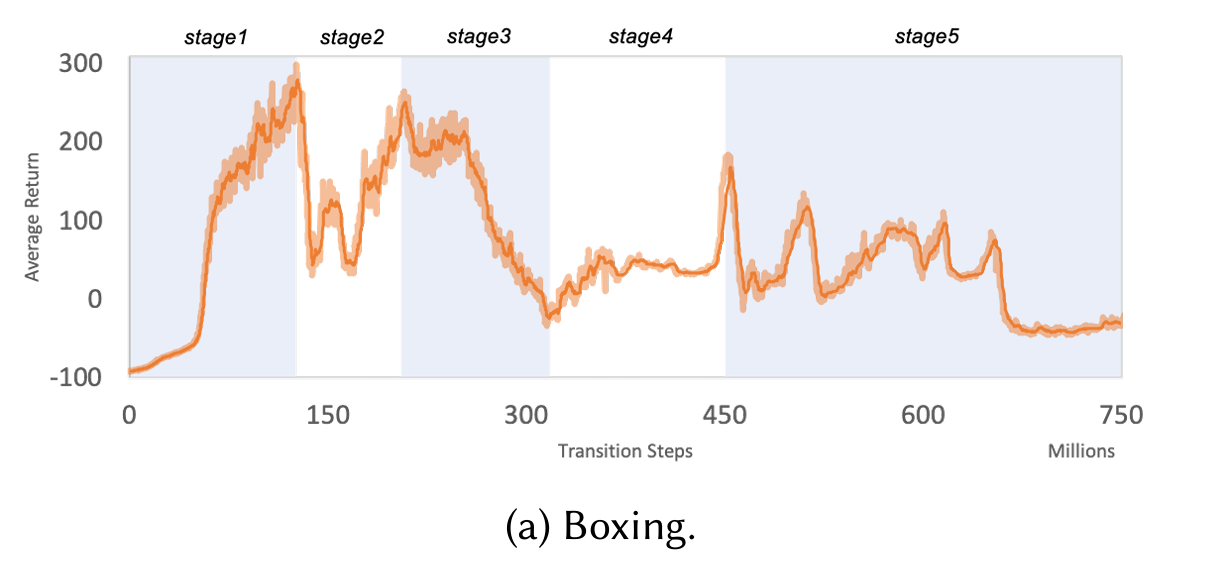 stage1 stage2 stage3 stage4 stage5
300
200
100
0
-100
Average Return
0 150 300 450 600 750
Transition Steps Millions
(a) Boxing.